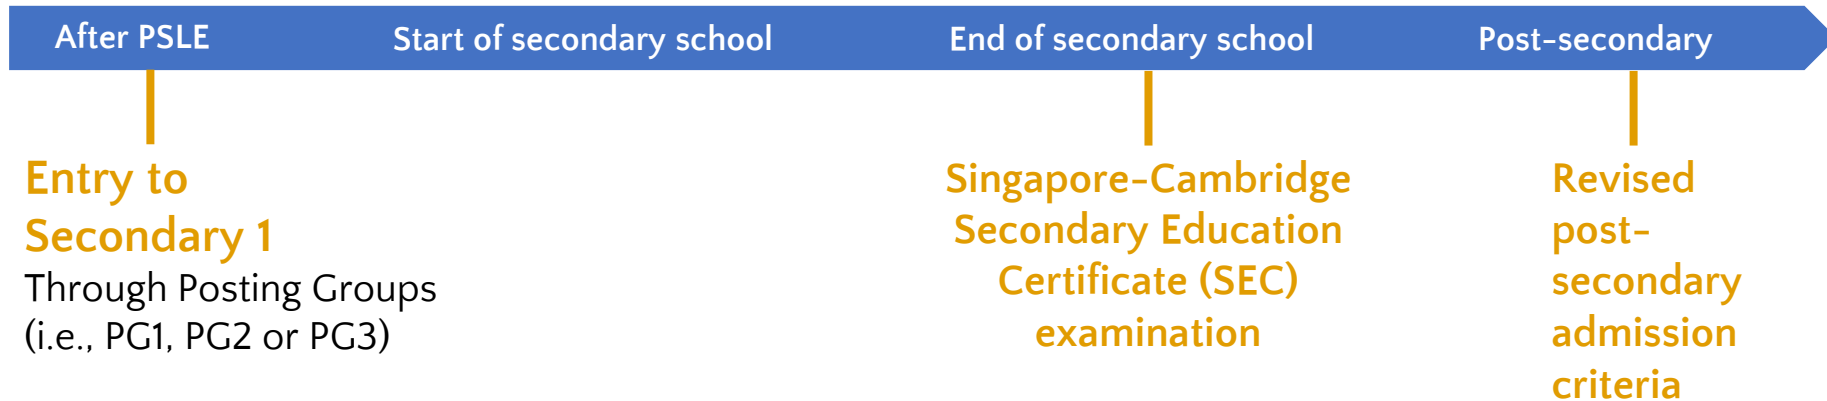 After PSLE
Start of secondary school
End of secondary school
Post-secondary
Entry to
Secondary 1
Through Posting Groups
(i.e., PG1, PG2 or PG3)
Singapore-Cambridge
Secondary Education
Certificate (SEC)
examination
Revised
post-
secondary
admission
criteria